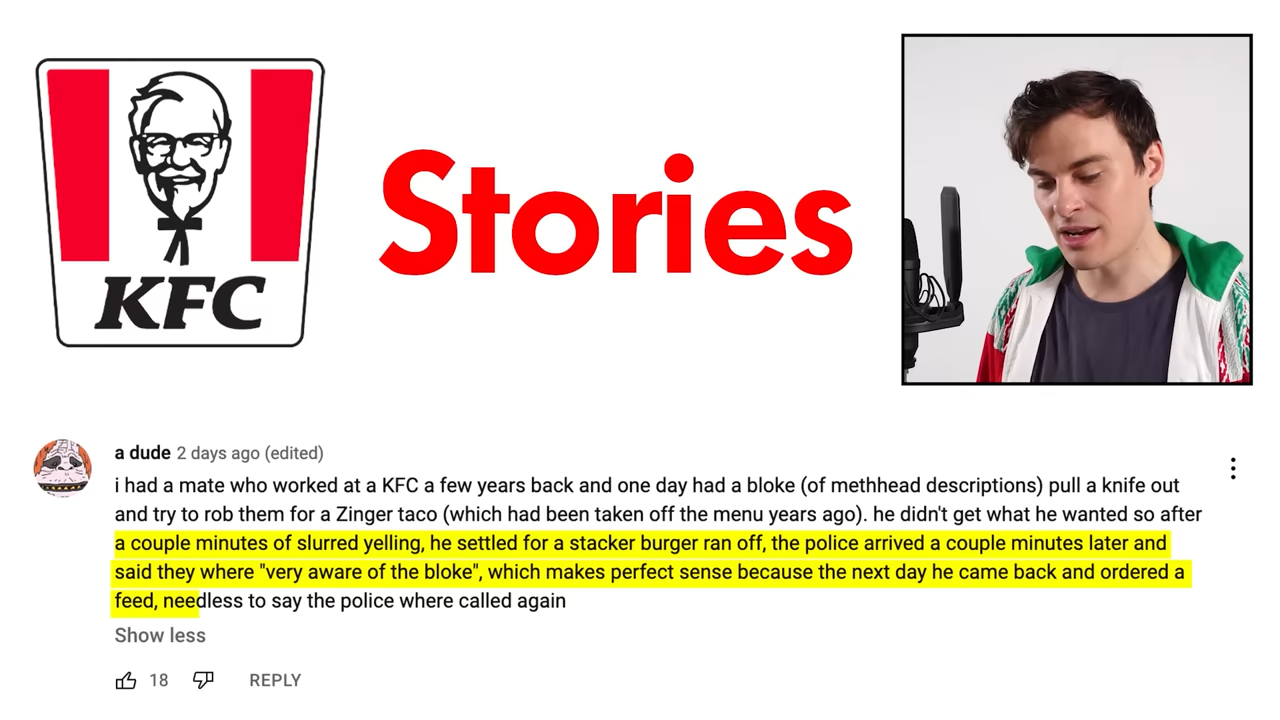 KFC
Stories
a dude 2 days ago (edited)
i had a mate who worked at a KFC a few years back and one day had a bloke (of methhead descriptions) pull a knife out
and try to rob them for a Zinger taco (which had been taken off the menu years ago). he didn't get what he wanted so after
a couple minutes of slurred yelling, he settled for a stacker burger ran off, the police arrived a couple minutes later and
said they where "very aware of the bloke", which makes perfect sense because the next day he came back and ordered a
feed, needless to say the police where called again
Show less
18 REPLY